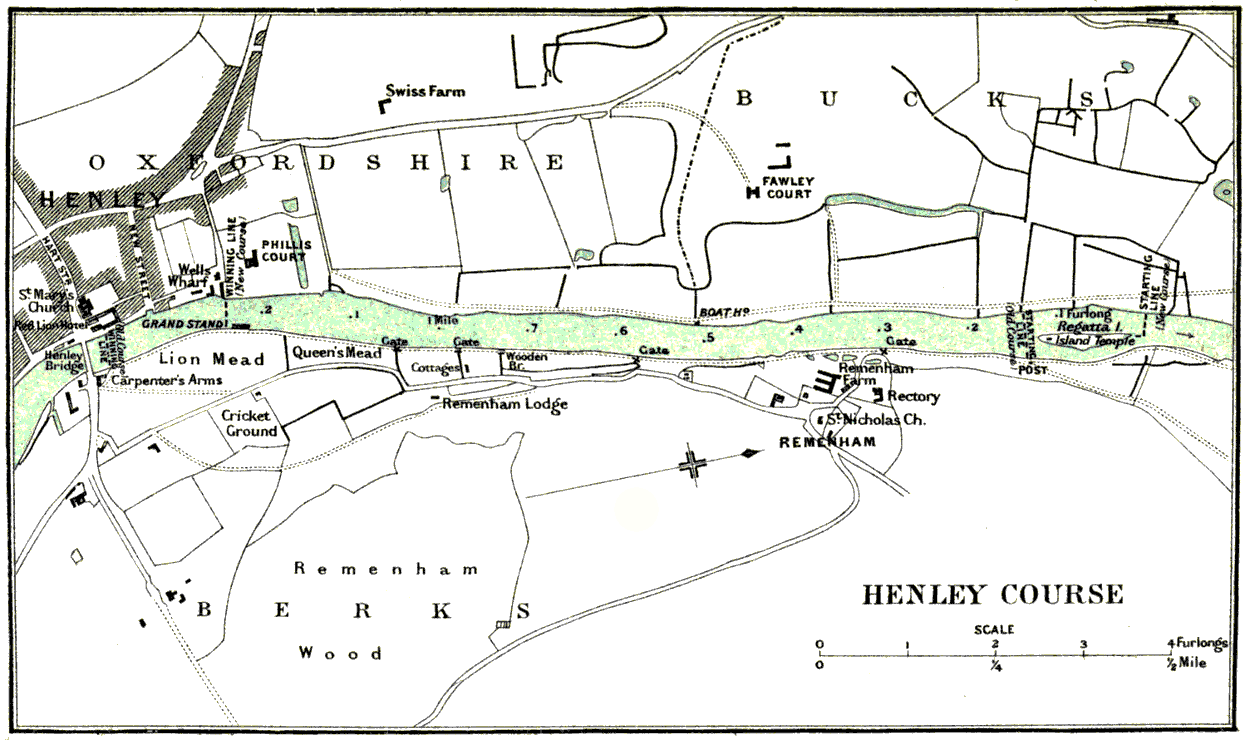 Swiss Farm
BUCKS
OXFORDSHIRE
HENLEY
FAWLEY
COURT
HART STR.
NEW STREET
WINNING LINE
(New Course)
PHILLIS
COURT
Wells
Wharf
St. Mary's
Church
Red Lion Hotel
GRAND STAND
.2
.1
1 Mile
.7
.6
BOAT Ho.
.5
.4
.3
.2
.1 Furlong
Regatta I.
Island Temple
STARTING
LINE
(New Course)
STARTING
LINE
(Old Course)
POST
Henley
Bridge
Lion Mead
Queen's Mead
Gate
Gate
Cottages
Wooden
Br.
Gate
Gate
Carpenter's Arms
Remenham
Farm
Rectory
Remenham Lodge
Cricket
Ground
St. Nicholas Ch.
REMENHAM
Remenham
BERKS
Wood
HENLEY COURSE
SCALE
0 1 2 3 4 Furlongs
0 ¼ ½ Mile